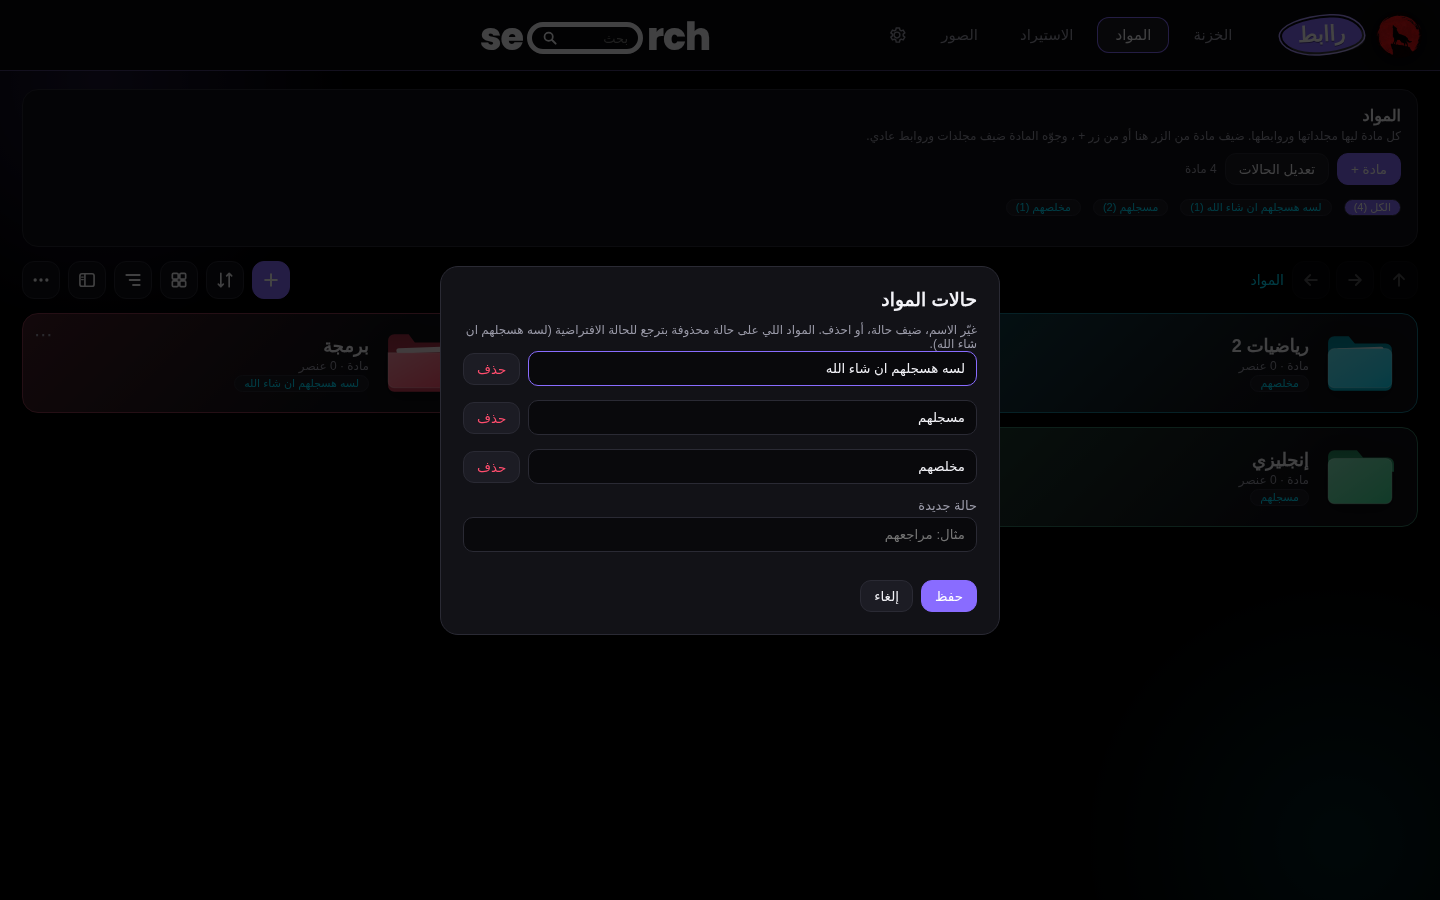 رااابط
الخزنة
المواد
الاستيراد
الصور
se بحث rch
المواد
كل مادة ليها مجلداتها وروابطها. ضيف مادة من الزر هنا أو من زر + ، وجوّه المادة ضيف مجلدات وروابط عادي.
مادة +
تعديل الحالات
4 مادة
الكل (4)
لسه هسجلهم ان شاء الله (1)
مسجلهم (2)
مخلصهم (1)
المواد
رياضيات 2
مادة · 0 عنصر
مخلصهم
برمجة
مادة · 0 عنصر
لسه هسجلهم ان شاء الله
إنجليزي
مادة · 0 عنصر
مسجلهم
حالات المواد
غيّر الاسم، ضيف حالة، أو احذف. المواد اللي على حالة محذوفة بترجع للحالة الافتراضية (لسه هسجلهم ان
شاء الله).
لسه هسجلهم ان شاء الله
حذف
مسجلهم
حذف
مخلصهم
حذف
حالة جديدة
مثال: مراجعهم
حفظ
إلغاء